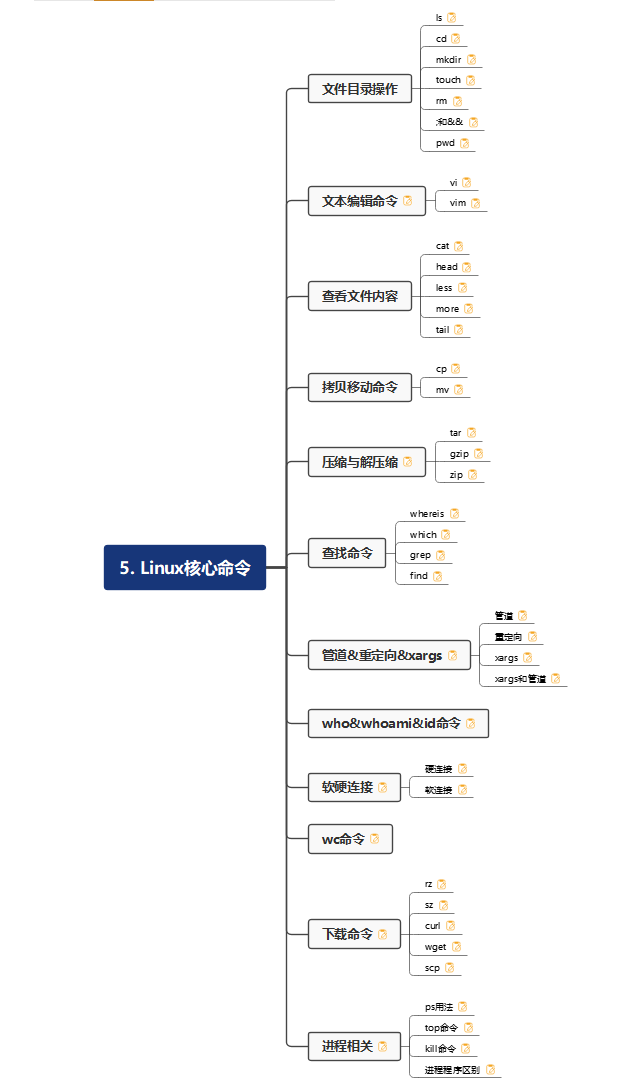 5. Linux核心命令
文件目录操作
ls
cd
mkdir
touch
rm
;和&&
pwd
文本编辑命令
vi
vim
查看文件内容
cat
head
less
more
tail
拷贝移动命令
cp
mv
压缩与解压缩
tar
gzip
zip
查找命令
whereis
which
grep
find
管道&重定向&xargs
管道
重定向
xargs
xargs和管道
who&whoami&id命令
软硬连接
硬连接
软连接
wc命令
下载命令
rz
sz
curl
wget
scp
进程相关
ps用法
top命令
kill命令
进程程序区别